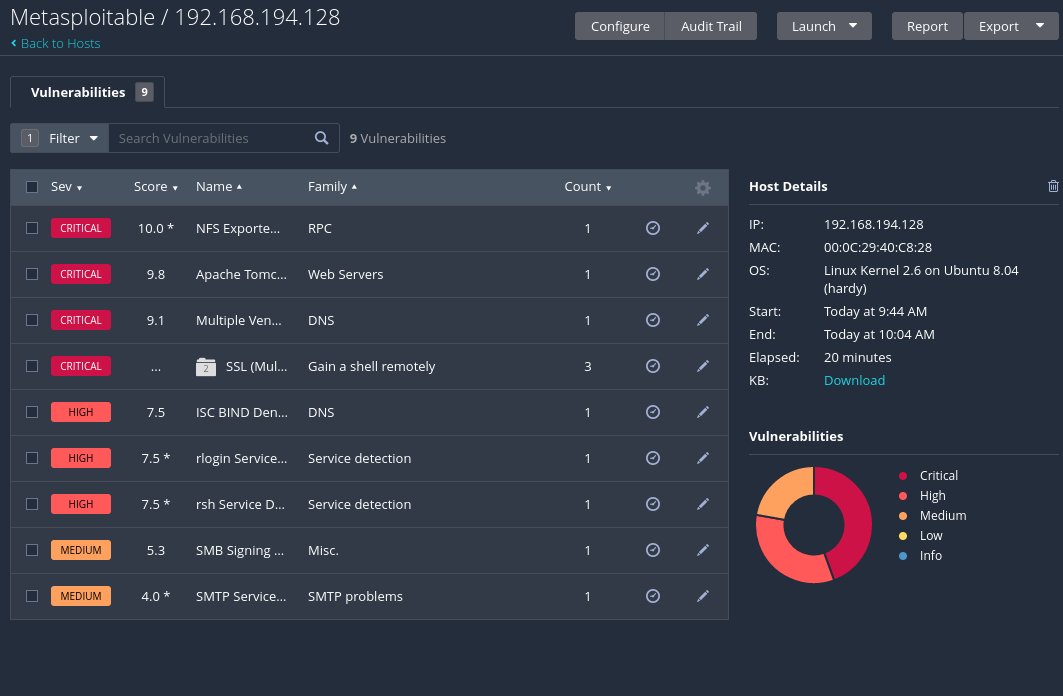 Metasploitable / 192.168.194.128
Back to Hosts
Configure Audit Trail Launch Report Export
Vulnerabilities 9
1 Filter Search Vulnerabilities 9 Vulnerabilities
Sev Score Name Family Count
CRITICAL 10.0 * NFS Exporte... RPC 1
CRITICAL 9.8 Apache Tomc... Web Servers 1
CRITICAL 9.1 Multiple Ven... DNS 1
CRITICAL ... 2 SSL (Mul... Gain a shell remotely 3
HIGH 7.5 ISC BIND Den... DNS 1
HIGH 7.5 * rlogin Service... Service detection 1
HIGH 7.5 * rsh Service D... Service detection 1
MEDIUM 5.3 SMB Signing ... Misc. 1
MEDIUM 4.0 * SMTP Service... SMTP problems 1
Host Details
IP: 192.168.194.128
MAC: 00:0C:29:40:C8:28
OS: Linux Kernel 2.6 on Ubuntu 8.04
(hardy)
Start: Today at 9:44 AM
End: Today at 10:04 AM
Elapsed: 20 minutes
KB: Download
Vulnerabilities
Critical
High
Medium
Low
Info